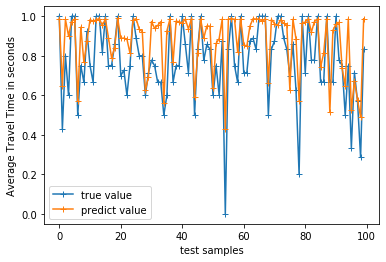 Average Travel Time in seconds
1.0
0.8
0.6
0.4
0.2
0.0
true value
predict value
0 20 40 60 80 100
test samples